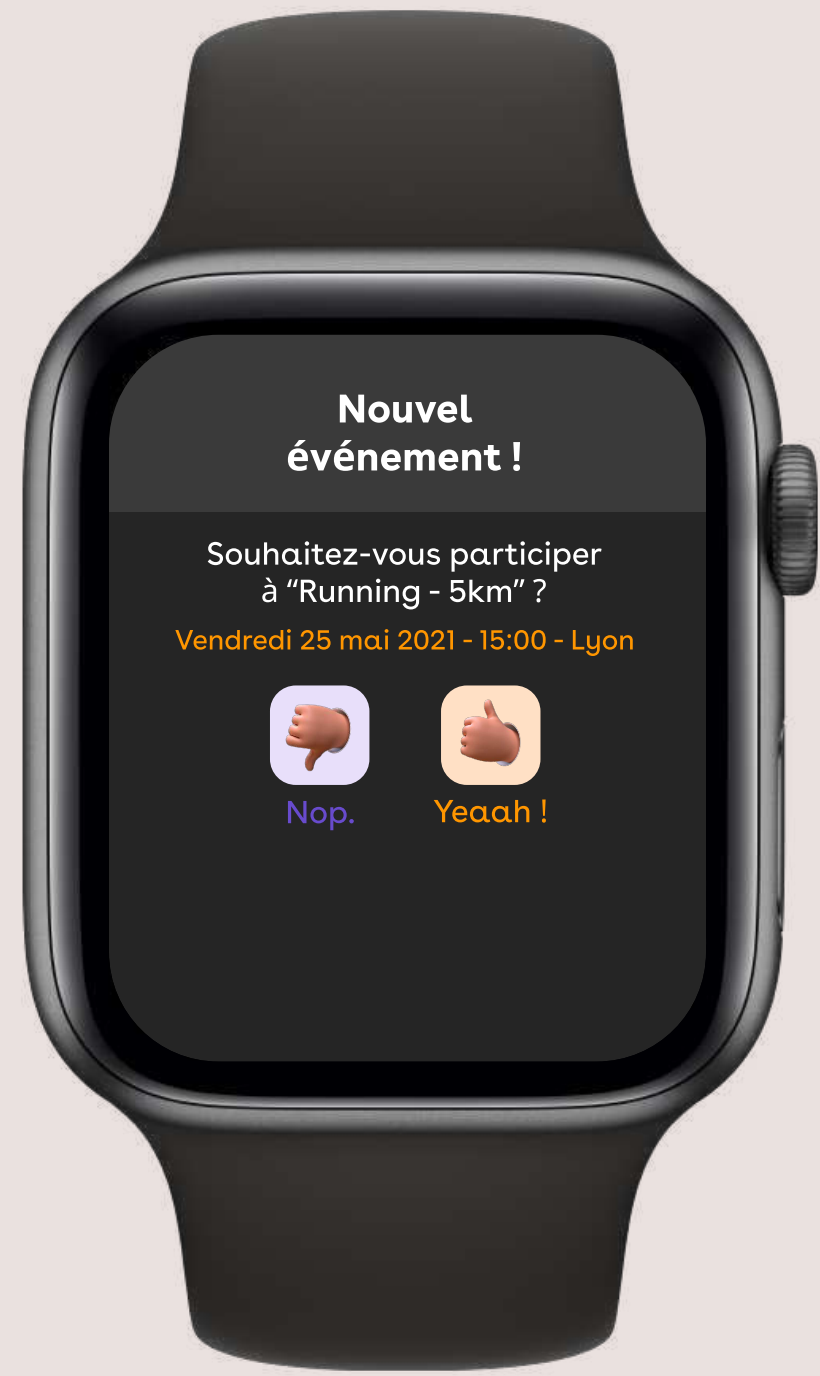 Nouvel
événement !
Souhaitez-vous participer
à “Running - 5km” ?
Vendredi 25 mai 2021 - 15:00 - Lyon
Nop.
Yeaah !